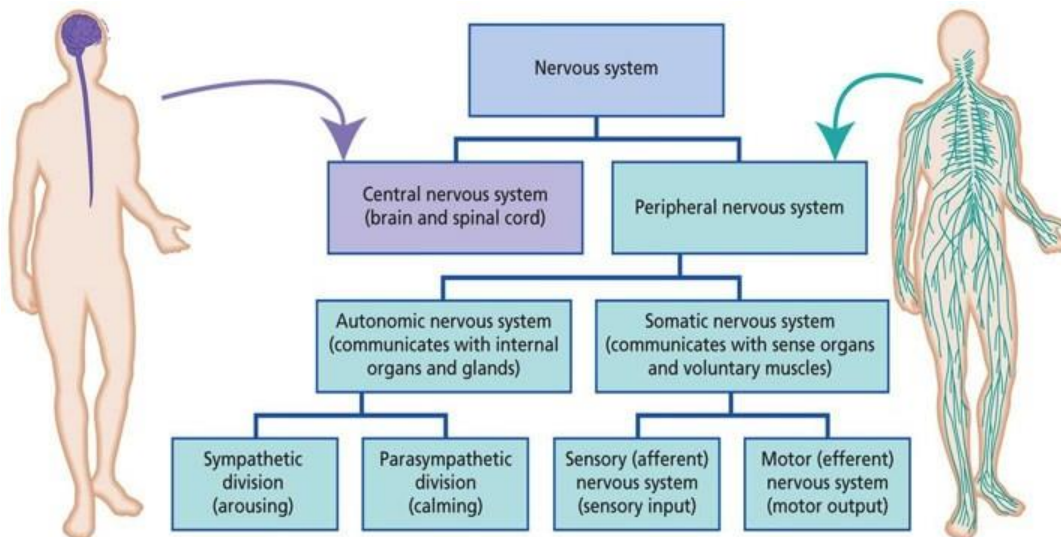 Nervous system
Central nervous system
(brain and spinal cord)
Peripheral nervous system
Autonomic nervous system
(communicates with internal
organs and glands)
Somatic nervous system
(communicates with sense organs
and voluntary muscles)
Sympathetic
division
(arousing)
Parasympathetic
division
(calming)
Sensory (afferent)
nervous system
(sensory input)
Motor (efferent)
nervous system
(motor output)